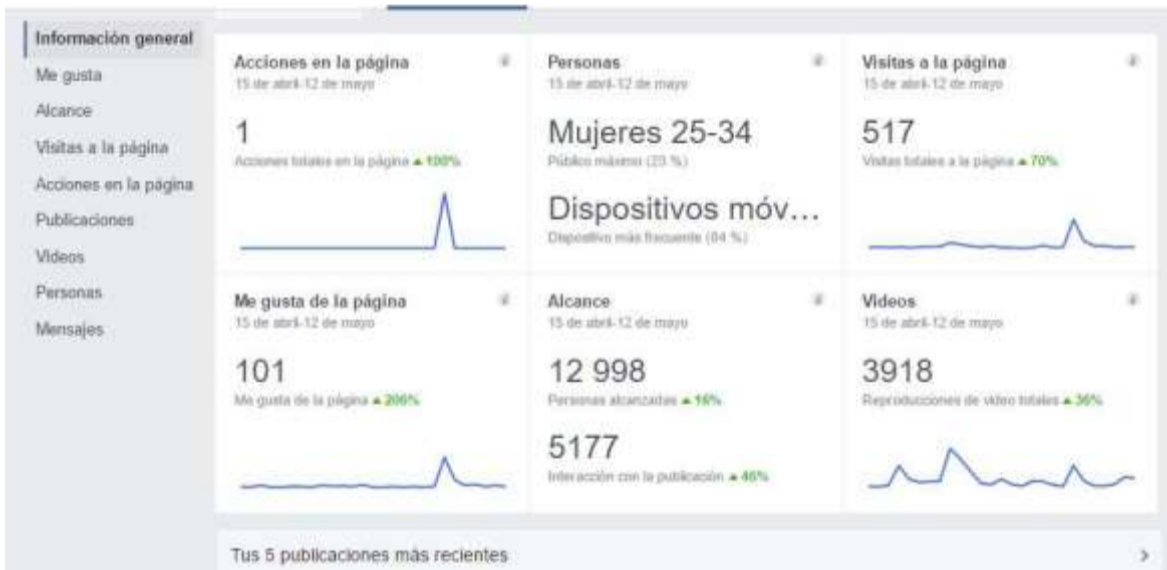 Información general
Me gusta
Alcance
Visitas a la página
Acciones en la página
Publicaciones
Videos
Personas
Mensajes
Acciones en la página
15 de abril-12 de mayo
1
Acciones totales en la página ▲ 100%
Personas
15 de abril-12 de mayo
Mujeres 25-34
Público máximo (23 %)
Dispositivos móv...
Dispositivo más frecuente (84 %)
Visitas a la página
15 de abril-12 de mayo
517
Visitas totales a la página ▲ 70%
Me gusta de la página
15 de abril-12 de mayo
101
Me gusta de la página ▲ 206%
Alcance
15 de abril-12 de mayo
12 998
Personas alcanzadas ▲ 16%
5177
Interacción con la publicación ▲ 46%
Videos
15 de abril-12 de mayo
3918
Reproducciones de video totales ▲ 36%
Tus 5 publicaciones más recientes